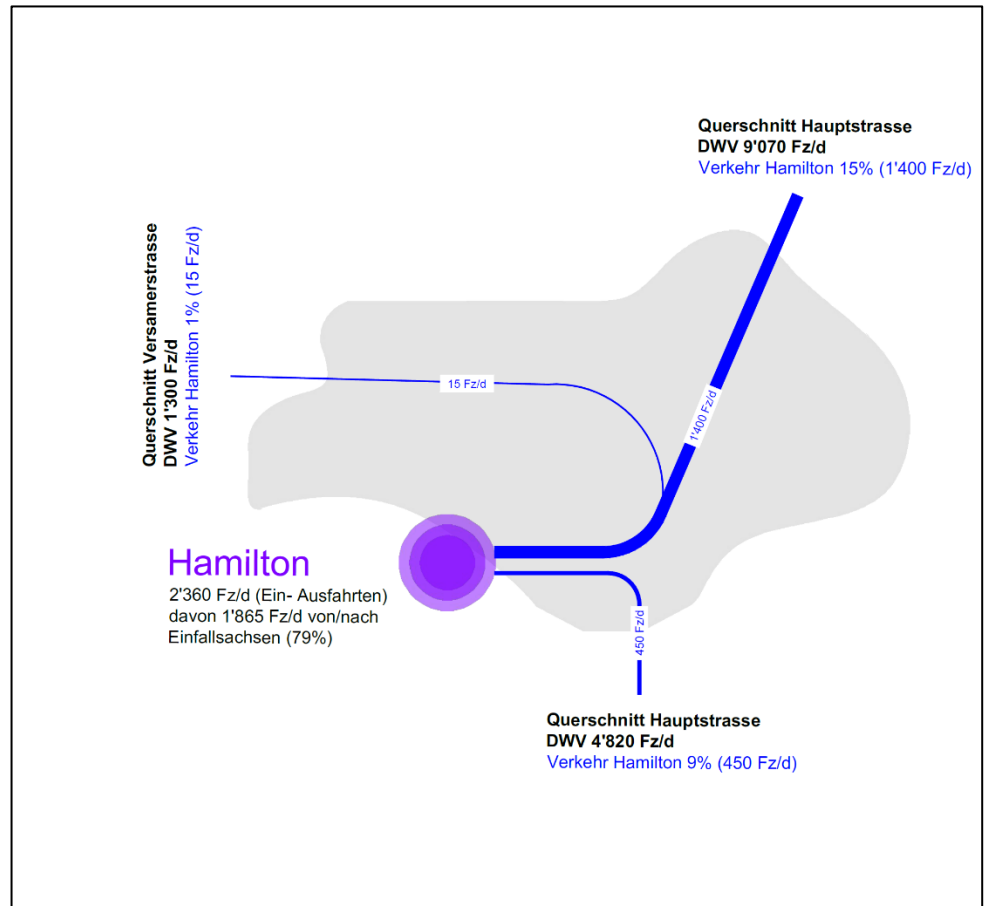 Querschnitt Hauptstrasse
DWV 9'070 Fz/d
Verkehr Hamilton 15% (1'400 Fz/d)
Querschnitt Versamerstrasse
DWV 1'300 Fz/d
Verkehr Hamilton 1% (15 Fz/d)
15 Fz/d
1'400 Fz/d
Hamilton
2'360 Fz/d (Ein- Ausfahrten)
davon 1'865 Fz/d von/nach
Einfallsachsen (79%)
450 Fz/d
Querschnitt Hauptstrasse
DWV 4'820 Fz/d
Verkehr Hamilton 9% (450 Fz/d)